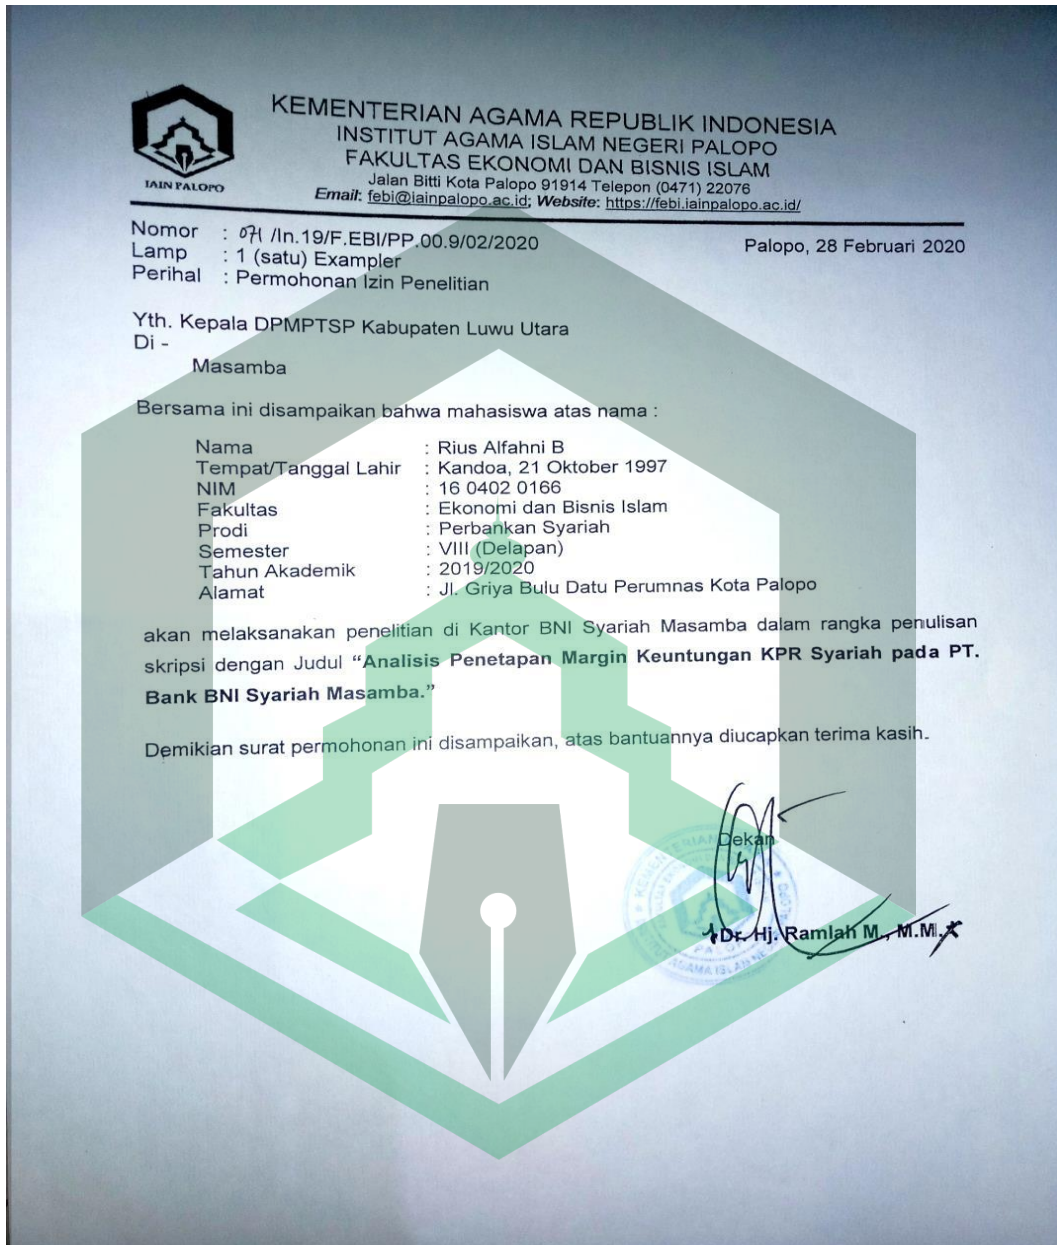 KEMENTERIAN AGAMA REPUBLIK INDONESIA
INSTITUT AGAMA ISLAM NEGERI PALOPO
FAKULTAS EKONOMI DAN BISNIS ISLAM
Jalan Bitti Kota Palopo 91914 Telepon (0471) 22076
Email: febi@iainpalopo.ac.id; Website: https://febi.iainpalopo.ac.id/
IAIN PALOPO
Nomor : 071 /In.19/F.EBI/PP.00.9/02/2020
Palopo, 28 Februari 2020
Lamp : 1 (satu) Exampler
Perihal : Permohonan Izin Penelitian
Yth. Kepala DPMPTSP Kabupaten Luwu Utara
Di -
Masamba
Bersama ini disampaikan bahwa mahasiswa atas nama :
Nama : Rius Alfahni B
Tempat/Tanggal Lahir : Kandoa, 21 Oktober 1997
NIM : 16 0402 0166
Fakultas : Ekonomi dan Bisnis Islam
Prodi : Perbankan Syariah
Semester : VIII (Delapan)
Tahun Akademik : 2019/2020
Alamat : Jl. Griya Bulu Datu Perumnas Kota Palopo
akan melaksanakan penelitian di Kantor BNI Syariah Masamba dalam rangka penulisan
skripsi dengan Judul “Analisis Penetapan Margin Keuntungan KPR Syariah pada PT.
Bank BNI Syariah Masamba.”
Demikian surat permohonan ini disampaikan, atas bantuannya diucapkan terima kasih.
Dekan
Dr. Hj. Ramlah M., M.M.